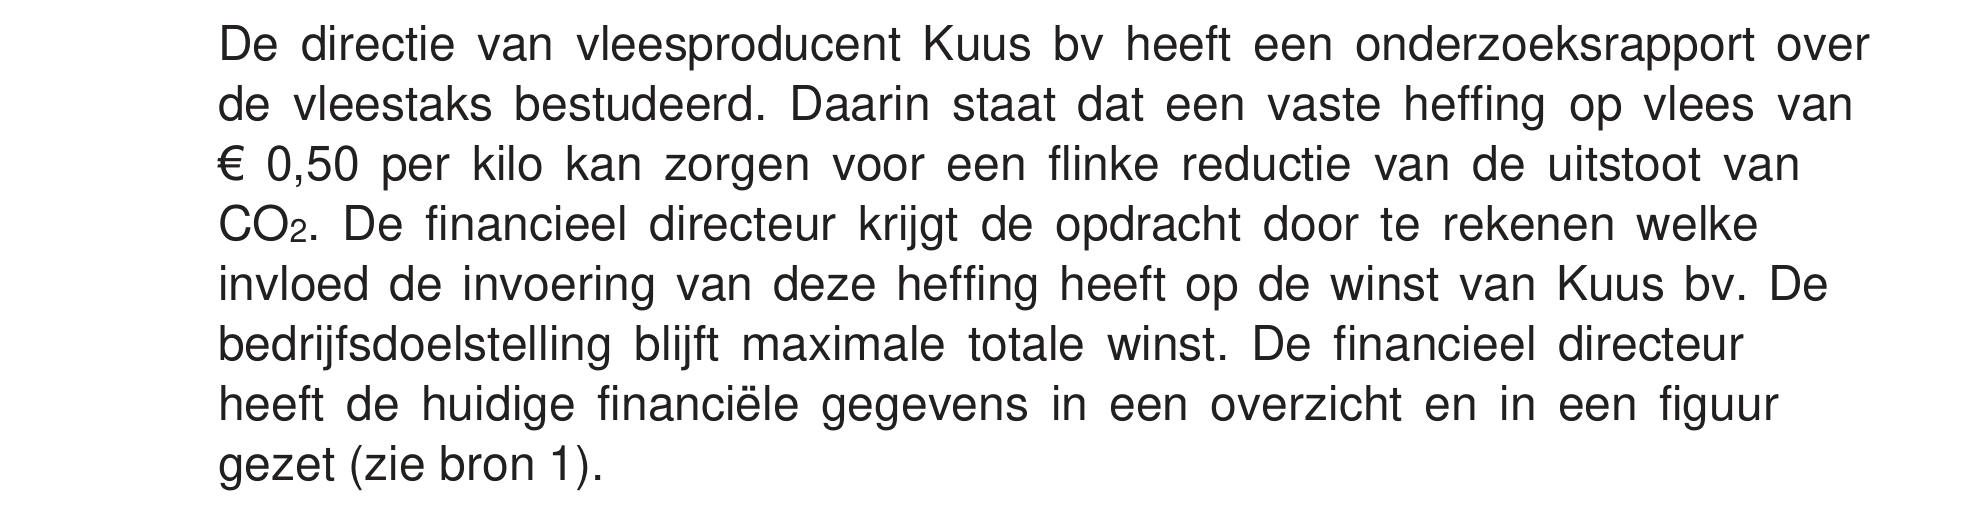 De directie van vleesproducent Kuus bv heeft een onderzoeksrapport over
de vleestaks bestudeerd. Daarin staat dat een vaste heffing op vlees van
€ 0,50 per kilo kan zorgen voor een flinke reductie van de uitstoot van
CO₂. De financieel directeur krijgt de opdracht door te rekenen welke
invloed de invoering van deze heffing heeft op de winst van Kuus bv. De
bedrijfsdoelstelling blijft maximale totale winst. De financieel directeur
heeft de huidige financiële gegevens in een overzicht en in een figuur
gezet (zie bron 1).